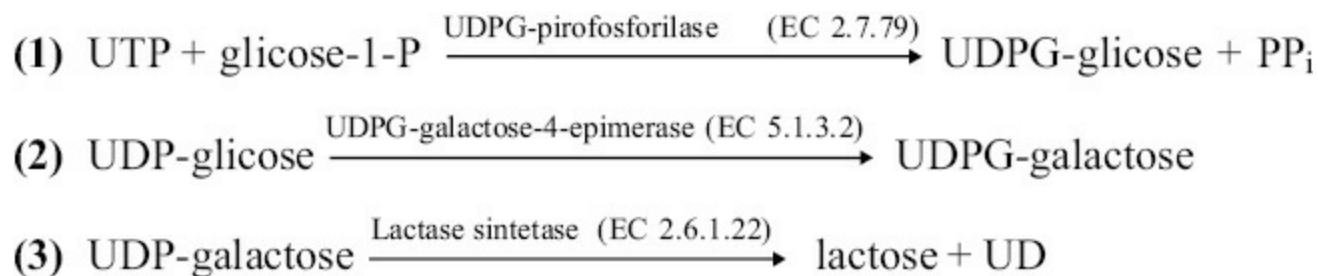 (1) UTP + glicose-1-P UDPG-pirofosforilase (EC 2.7.79) UDPG-glicose + PPi
(2) UDP-glicose UDPG-galactose-4-epimerase (EC 5.1.3.2) UDPG-galactose
(3) UDP-galactose Lactase sintetase (EC 2.6.1.22) lactose + UD